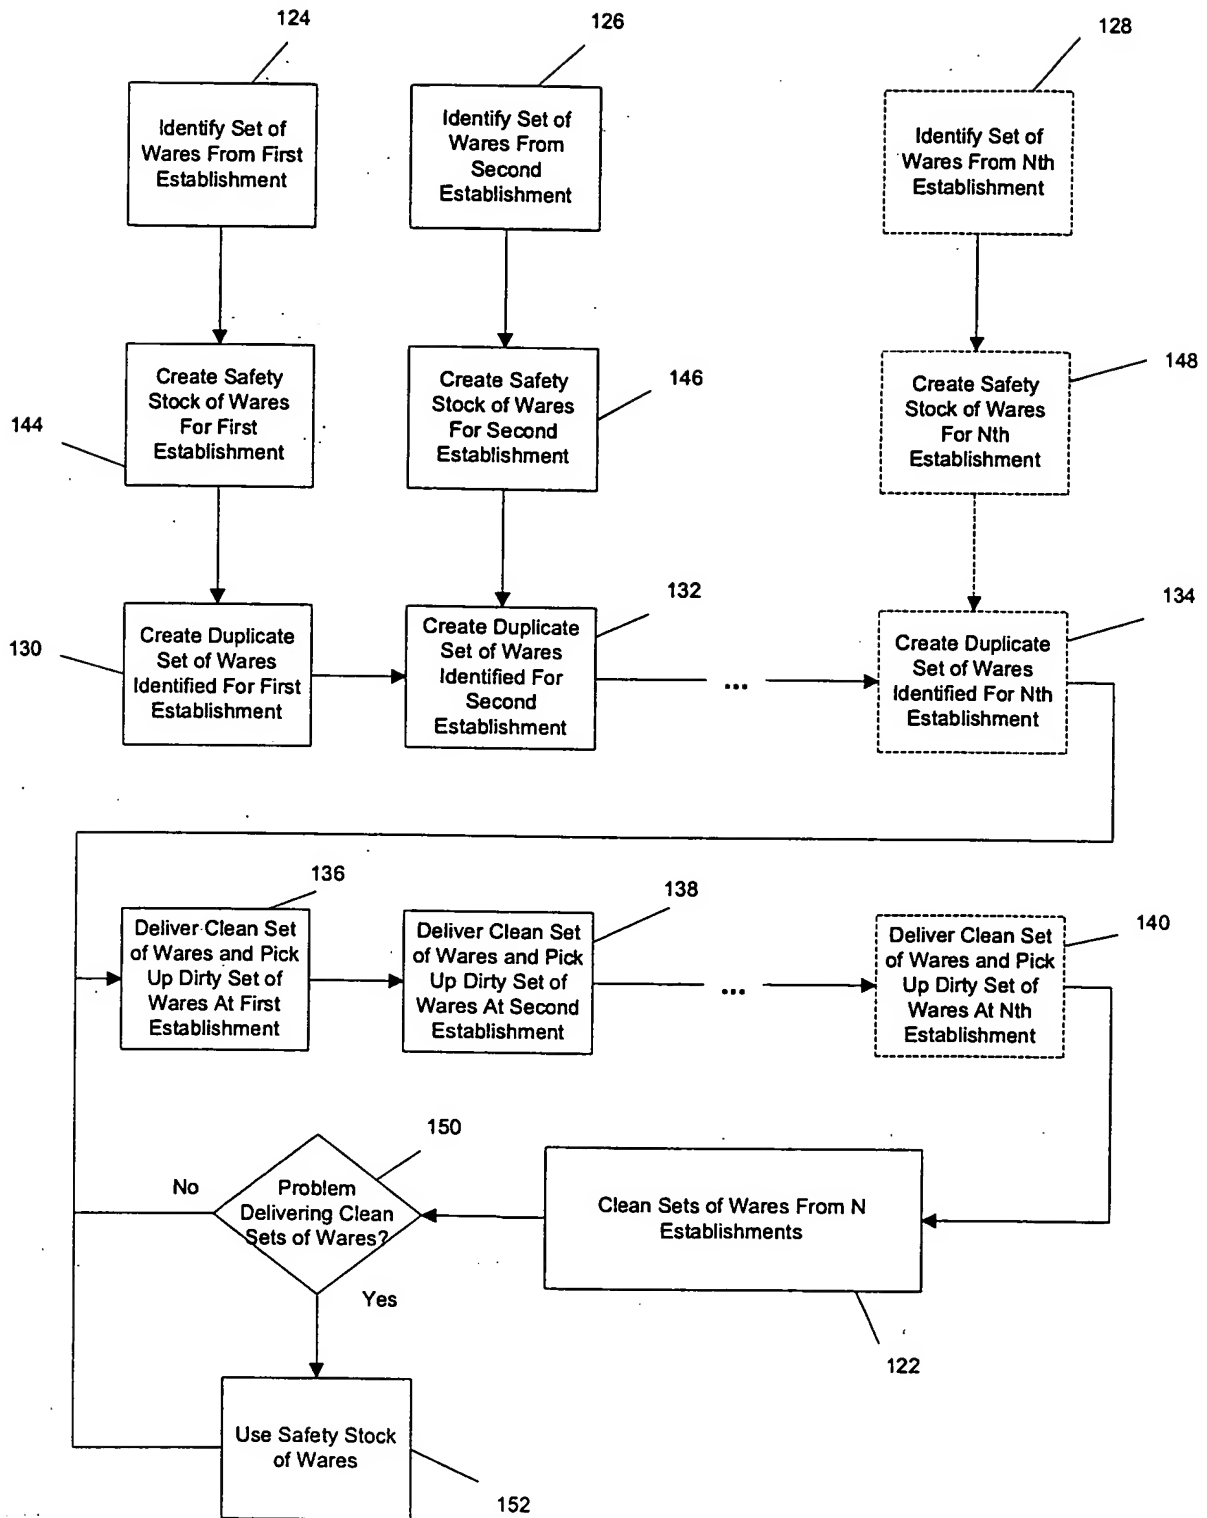 124
126
128
Identify Set of
Wares From First
Establishment
Identify Set of
Wares From
Second
Establishment
Identify Set of
Wares From Nth
Establishment
144
Create Safety
Stock of Wares
For First
Establishment
Create Safety
Stock of Wares
For Second
Establishment
146
Create Safety
Stock of Wares
For Nth
Establishment
148
130
Create Duplicate
Set of Wares
Identified For First
Establishment
Create Duplicate
Set of Wares
Identified For
Second
Establishment
132
...
Create Duplicate
Set of Wares
Identified For Nth
Establishment
134
136
Deliver Clean Set
of Wares and Pick
Up Dirty Set of
Wares At First
Establishment
138
Deliver Clean Set
of Wares and Pick
Up Dirty Set of
Wares At Second
Establishment
...
140
Deliver Clean Set
of Wares and Pick
Up Dirty Set of
Wares At Nth
Establishment
150
No
Problem
Delivering Clean
Sets of Wares?
Yes
Clean Sets of Wares From N
Establishments
122
Use Safety Stock
of Wares
152